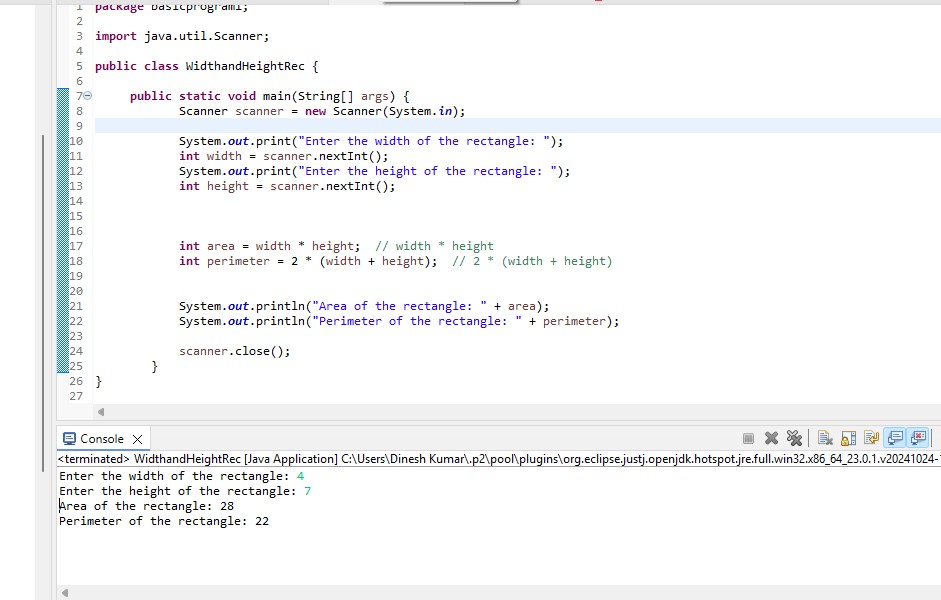 1 package basicprogram1;
2
3 import java.util.Scanner;
4
5 public class WidthandHeightRec {
6
7 public static void main(String[] args) {
8 Scanner scanner = new Scanner(System.in);
9
10 System.out.print("Enter the width of the rectangle: ");
11 int width = scanner.nextInt();
12 System.out.print("Enter the height of the rectangle: ");
13 int height = scanner.nextInt();
14
15
16
17 int area = width * height;  // width * height
18 int perimeter = 2 * (width + height);  // 2 * (width + height)
19
20
21 System.out.println("Area of the rectangle: " + area);
22 System.out.println("Perimeter of the rectangle: " + perimeter);
23
24 scanner.close();
25 }
26 }
27
Console
<terminated> WidthandHeightRec [Java Application] C:\Users\Dinesh Kumar\.p2\pool\plugins\org.eclipse.justj.openjdk.hotspot.jre.full.win32.x86_64_23.0.1.v20241024-
Enter the width of the rectangle: 4
Enter the height of the rectangle: 7
Area of the rectangle: 28
Perimeter of the rectangle: 22